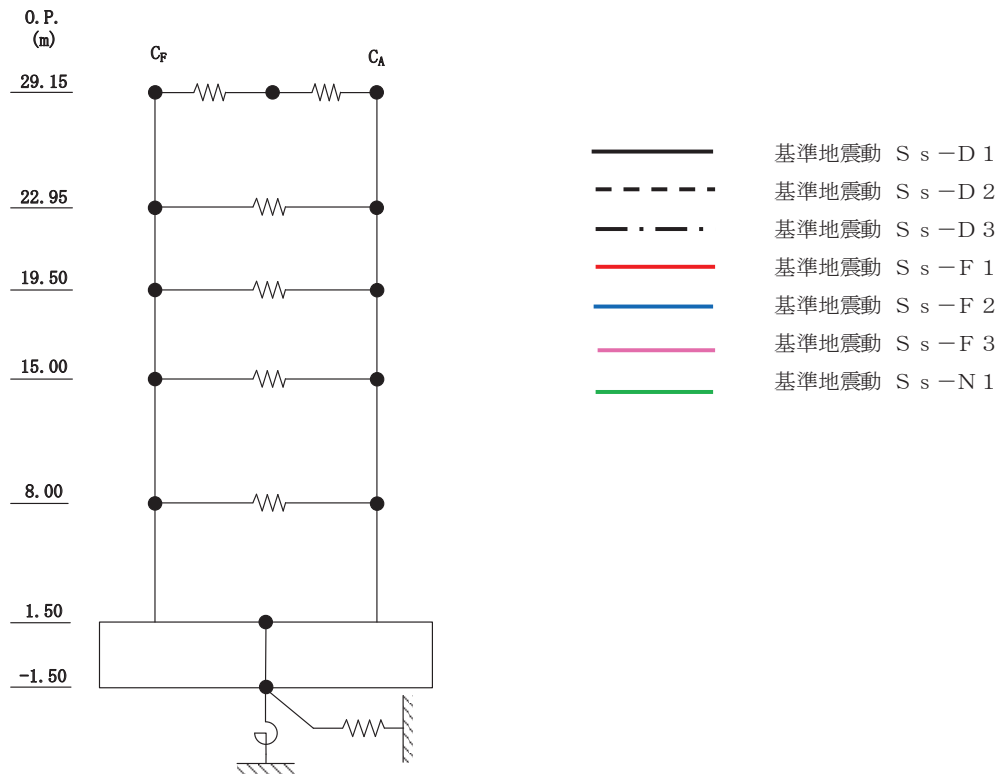 O.P.
(m)
C_F
C_A
29.15
22.95
19.50
15.00
8.00
1.50
-1.50
基準地震動 Ｓｓ－Ｄ１
基準地震動 Ｓｓ－Ｄ２
基準地震動 Ｓｓ－Ｄ３
基準地震動 Ｓｓ－Ｆ１
基準地震動 Ｓｓ－Ｆ２
基準地震動 Ｓｓ－Ｆ３
基準地震動 Ｓｓ－Ｎ１